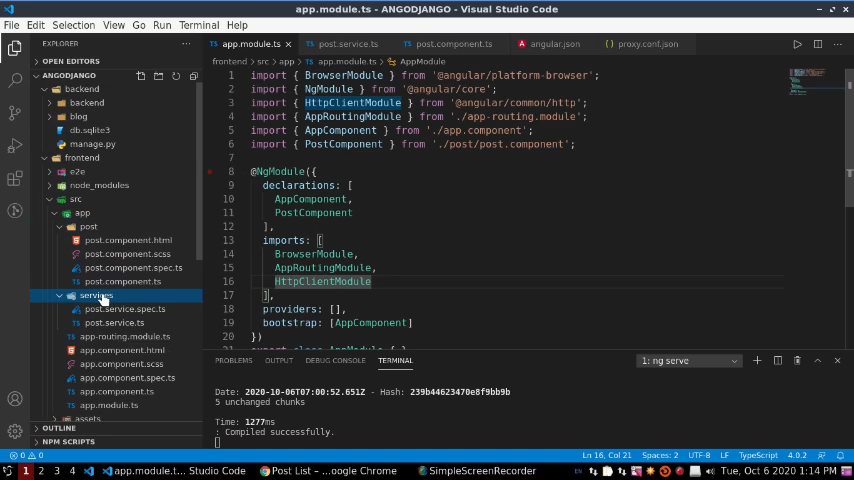 app.module.ts - ANGODJANGO - Visual Studio Code
File Edit Selection View Go Run Terminal Help
EXPLORER
app.module.ts
post.service.ts
post.component.ts
angular.json
proxy.conf.json
OPEN EDITORS
frontend > src > app > app.module.ts > AppModule
ANGODJANGO
backend
backend
blog
db.sqlite3
manage.py
frontend
e2e
node_modules
src
app
post
post.component.html
post.component.scss
post.component.spec.ts
post.component.ts
services
post.service.spec.ts
post.service.ts
app-routing.module.ts
app.component.html
app.component.scss
app.component.spec.ts
app.component.ts
app.module.ts
assets
OUTLINE
NPM SCRIPTS
1 import { BrowserModule } from '@angular/platform-browser';
2 import { NgModule } from '@angular/core';
3 import { HttpClientModule } from '@angular/common/http';
4 import { AppRoutingModule } from './app-routing.module';
5 import { AppComponent } from './app.component';
6 import { PostComponent } from './post/post.component';
7
8 @NgModule({
9 declarations: [
10 AppComponent,
11 PostComponent
12 ],
13 imports: [
14 BrowserModule,
15 AppRoutingModule,
16 HttpClientModule
17 ],
18 providers: [],
19 bootstrap: [AppComponent]
20 })
21 export class AppModule { }
PROBLEMS OUTPUT DEBUG CONSOLE TERMINAL
1: ng serve
Date: 2020-10-06T07:00:52.651Z - Hash: 239b44623470e8f9bb9b
5 unchanged chunks
Time: 1277ms
: Compiled successfully.
0 0 Ln 16, Col 21 Spaces: 2 UTF-8 LF TypeScript 4.0.2
1 2 3 4 app.module.t... Studio Code Post List – ...oogle Chrome SimpleScreenRecorder EN Tue, Oct 6 2020 1:14 PM